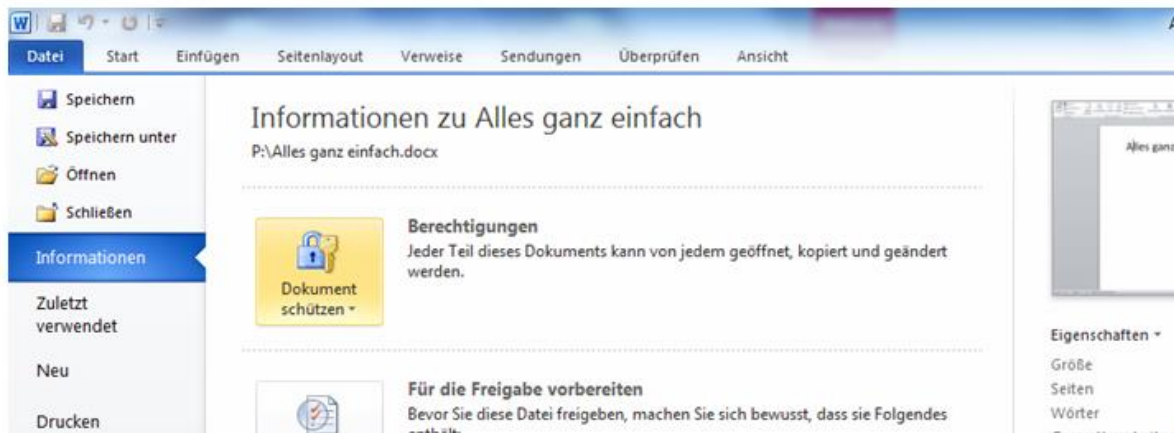 W
Datei Start Einfügen Seitenlayout Verweise Sendungen Überprüfen Ansicht
Speichern
Speichern unter
Öffnen
Schließen
Informationen
Zuletzt
verwendet
Neu
Drucken
Informationen zu Alles ganz einfach
P:\Alles ganz einfach.docx
Dokument
schützen
Berechtigungen
Jeder Teil dieses Dokuments kann von jedem geöffnet, kopiert und geändert
werden.
Für die Freigabe vorbereiten
Bevor Sie diese Datei freigeben, machen Sie sich bewusst, dass sie Folgendes
enthält:
Alles ganz
Eigenschaften
Größe
Seiten
Wörter